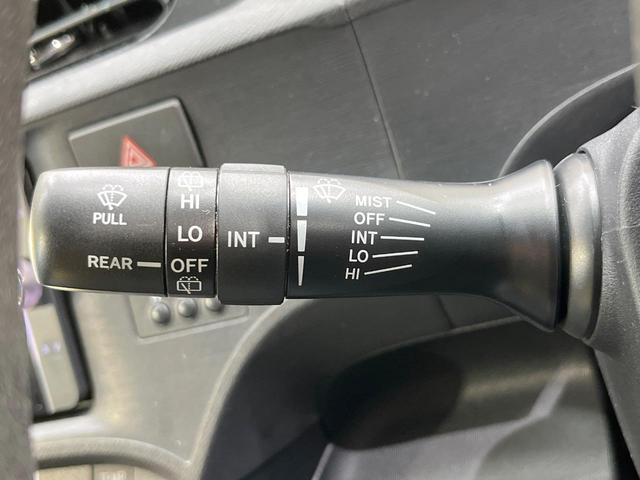 PULL
REAR
HI
LO
OFF
INT
MIST
OFF
INT
LO
HI